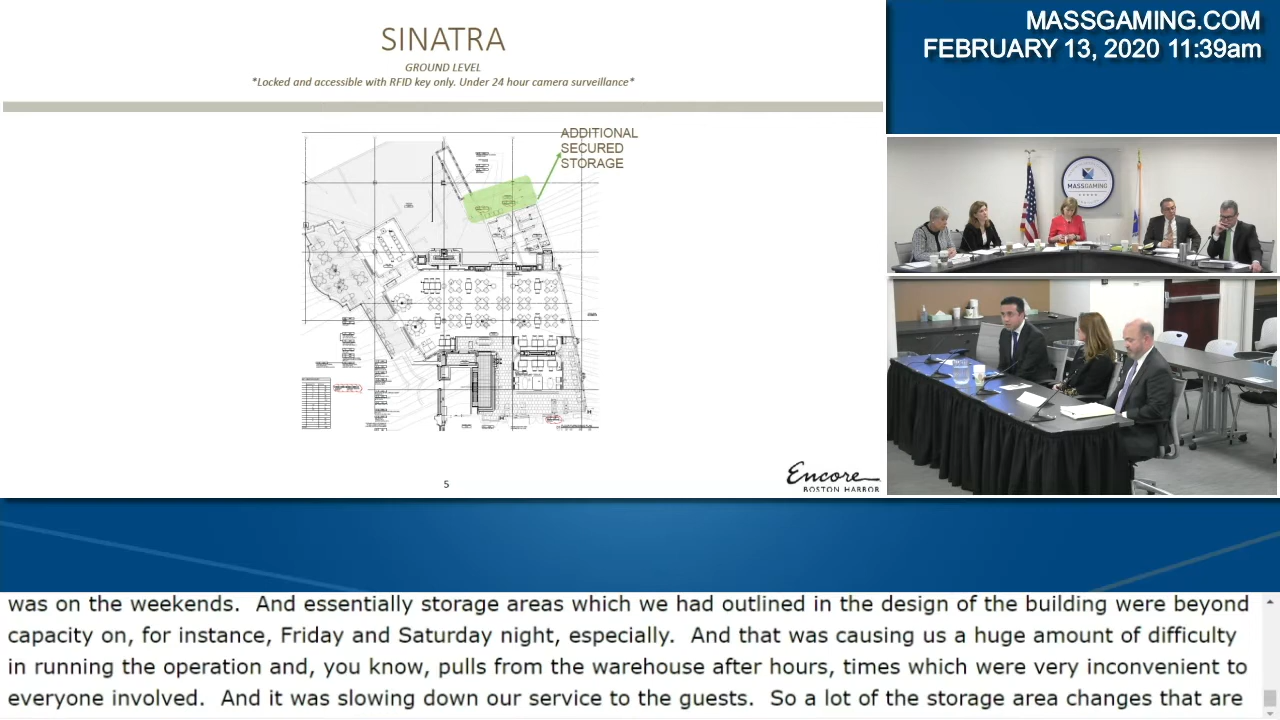 SINATRA
GROUND LEVEL
*Locked and accessible with RFID key only. Under 24 hour camera surveillance*
ADDITIONAL
SECURED
STORAGE
5
Encore
BOSTON HARBOR
MASSGAMING.COM
FEBRUARY 13, 2020 11:39am
MASSGAMING
was on the weekends.  And essentially storage areas which we had outlined in the design of the building were beyond
capacity on, for instance, Friday and Saturday night, especially.  And that was causing us a huge amount of difficulty
in running the operation and, you know, pulls from the warehouse after hours, times which were very inconvenient to
everyone involved.  And it was slowing down our service to the guests.  So a lot of the storage area changes that are